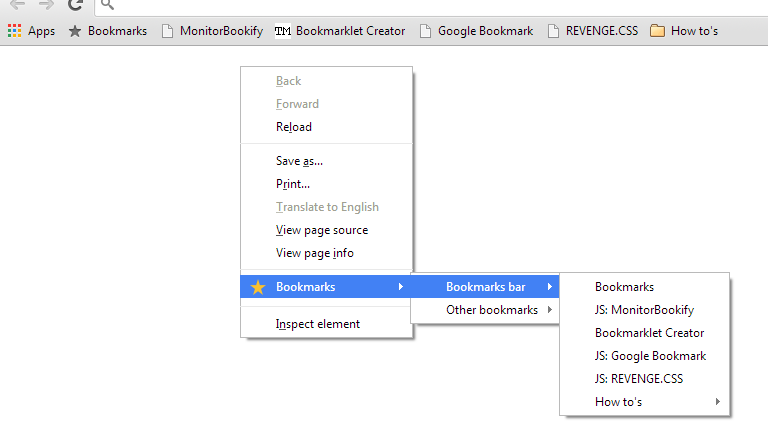 Apps Bookmarks MonitorBookify TM Bookmarklet Creator Google Bookmark REVENGE.CSS How to's
Back
Forward
Reload
Save as...
Print...
Translate to English
View page source
View page info
Bookmarks
Inspect element
Bookmarks bar
Other bookmarks
Bookmarks
JS: MonitorBookify
Bookmarklet Creator
JS: Google Bookmark
JS: REVENGE.CSS
How to's